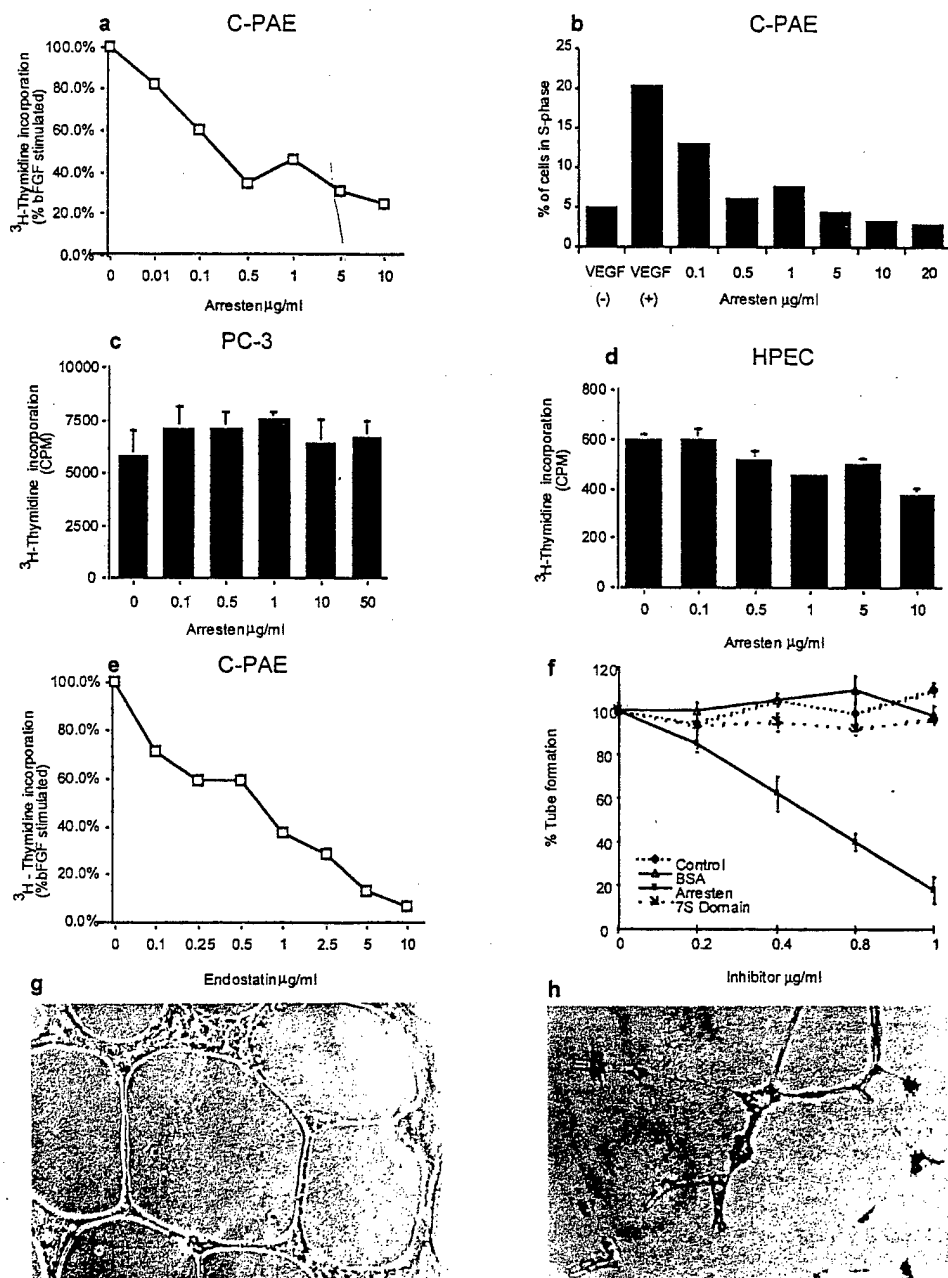 a
C-PAE
³H-Thymidine incorporation
(% bFGF stimulated)
100.0%
80.0%
60.0%
40.0%
20.0%
0.0%
0 0.01 0.1 0.5 1 5 10
Arresten µg/ml
b
C-PAE
% of cells in S-phase
25
20
15
10
5
0
VEGF VEGF 0.1 0.5 1 5 10 20
(-) (+) Arresten µg/ml
c
PC-3
³H-Thymidine incorporation
(CPM)
10000
7500
5000
2500
0
0 0.1 0.5 1 10 50
Arresten µg/ml
d
HPEC
³H-Thymidine incorporation
(CPM)
800
600
400
200
0
0 0.1 0.5 1 5 10
Arresten µg/ml
e
C-PAE
³H - Thymidine incorporation
(%bFGF stimulated)
100.0%
80.0%
60.0%
40.0%
20.0%
0.0%
0 0.1 0.25 0.5 1 2.5 5 10
Endostatin µg/ml
f
% Tube formation
120
100
80
60
40
20
0
Control
BSA
Arresten
7S Domain
0 0.2 0.4 0.8 1
Inhibitor µg/ml
g
h